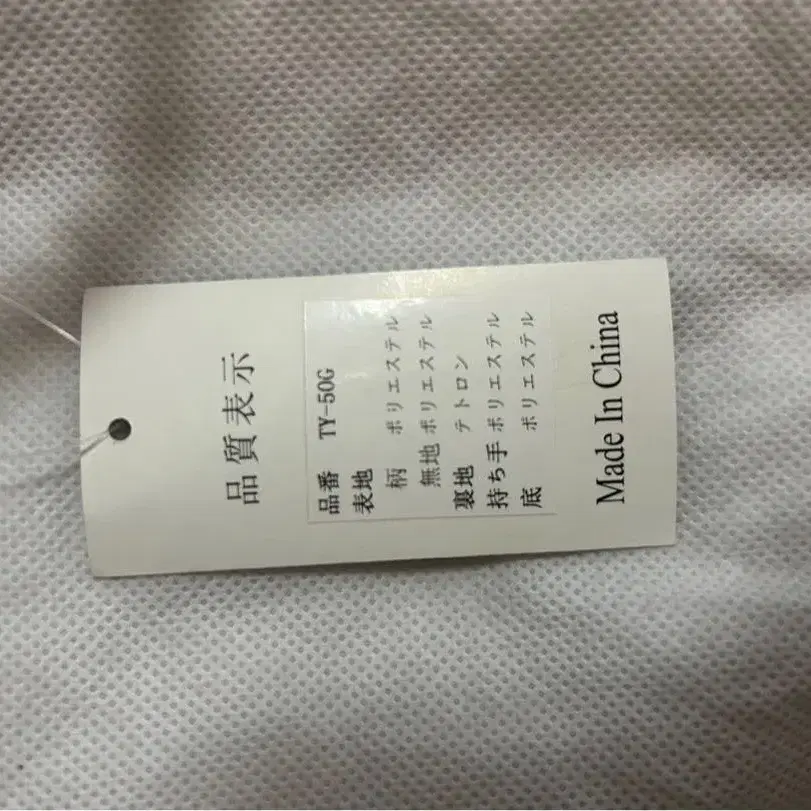 品質表示
品番 TY-50G
表地
柄 ポリエステル
無地 ポリエステル
裏地 テトロン
持ち手 ポリエステル
底 ポリエステル
Made In China